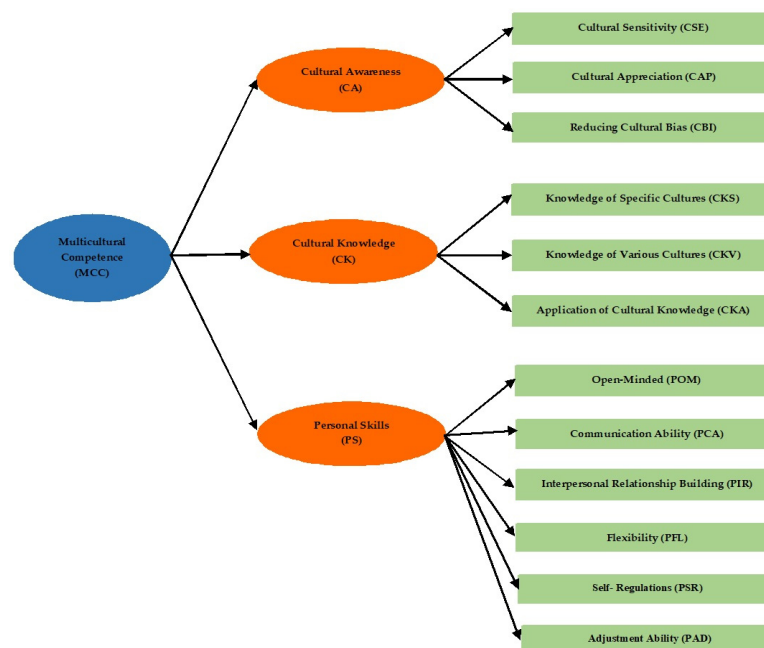 Multicultural
Competence
(MCC)
Cultural Awareness
(CA)
Cultural Sensitivity (CSE)
Cultural Appreciation (CAP)
Reducing Cultural Bias (CBI)
Cultural Knowledge
(CK)
Knowledge of Specific Cultures (CKS)
Knowledge of Various Cultures (CKV)
Application of Cultural Knowledge (CKA)
Personal Skills
(PS)
Open-Minded (POM)
Communication Ability (PCA)
Interpersonal Relationship Building (PIR)
Flexibility (PFL)
Self- Regulations (PSR)
Adjustment Ability (PAD)